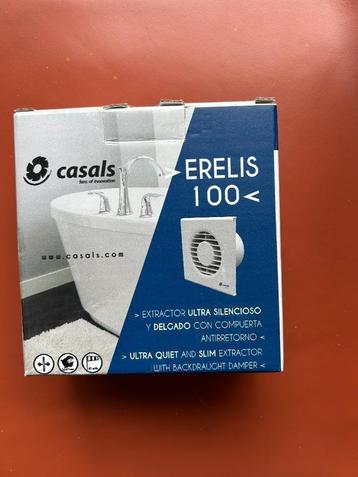 casals
fans of innovation
ERELIS
100 <
www.casals.com
> EXTRACTOR ULTRA SILENCIOSO
Y DELGADO CON COMPUERTA
ANTIRRETORNO <
> ULTRA QUIET AND SLIM EXTRACTOR
WITH BACKDRAUGHT DAMPER <